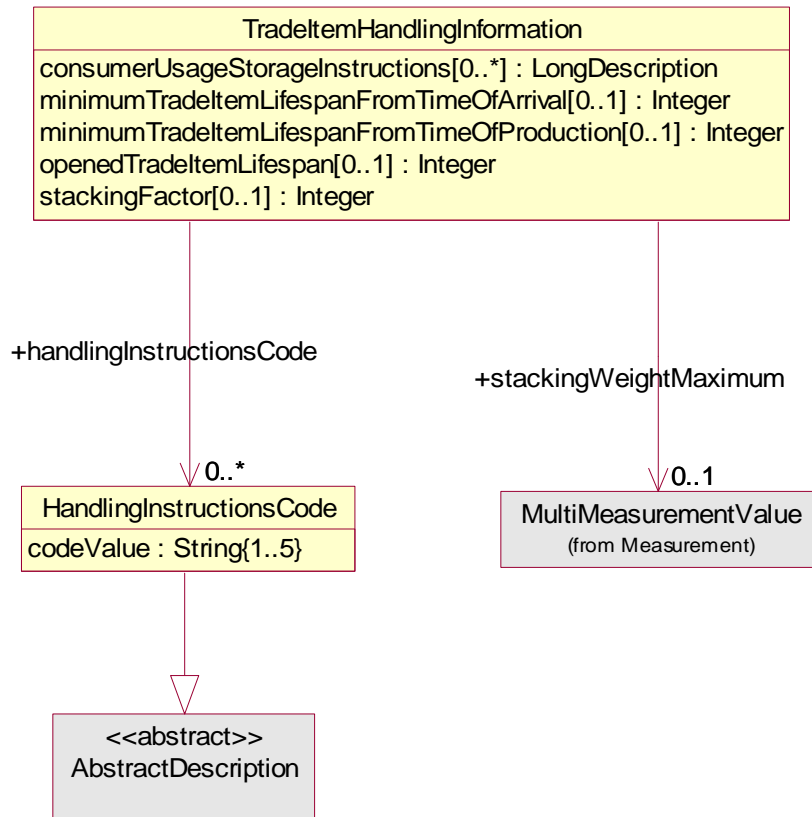 TradeItemHandlingInformation
consumerUsageStorageInstructions[0..*] : LongDescription
minimumTradeItemLifespanFromTimeOfArrival[0..1] : Integer
minimumTradeItemLifespanFromTimeOfProduction[0..1] : Integer
openedTradeItemLifespan[0..1] : Integer
stackingFactor[0..1] : Integer
+handlingInstructionsCode
+stackingWeightMaximum
0..*
0..1
HandlingInstructionsCode
codeValue : String{1..5}
MultiMeasurementValue
(from Measurement)
<<abstract>>
AbstractDescription